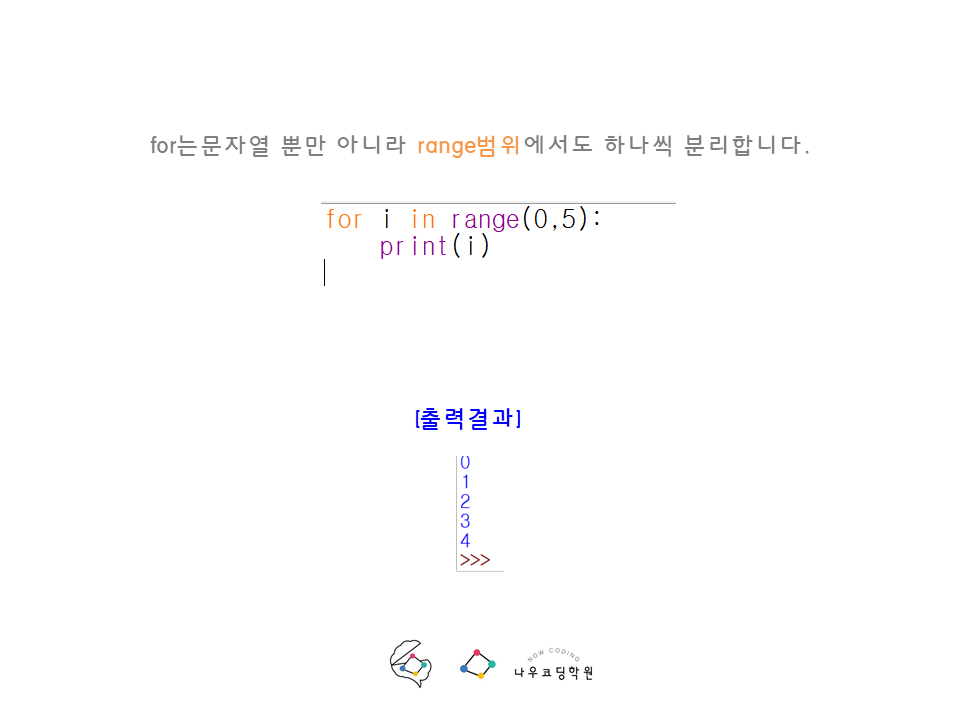 for는문자열 뿐만 아니라 range범위에서도 하나씩 분리합니다.
for i in range(0,5):
    print(i)
[출력결과]
0
1
2
3
4
>>>
NOW CODING
나우코딩학원